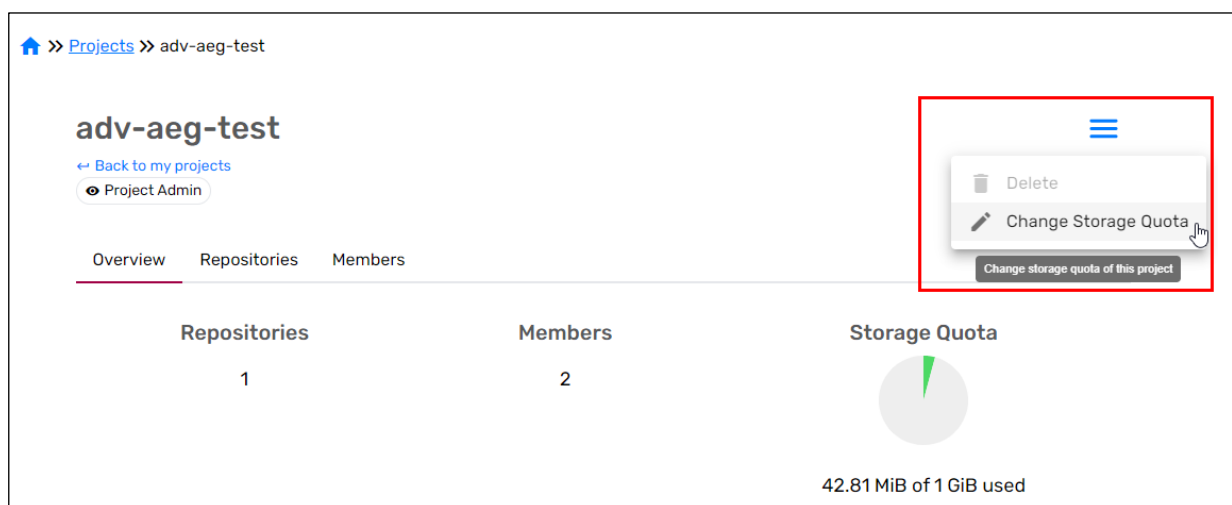 Projects adv-aeg-test
adv-aeg-test
Back to my projects
Project Admin
Delete
Change Storage Quota
Change storage quota of this project
Overview Repositories Members
Repositories Members Storage Quota
1 2
42.81 MiB of 1 GiB used